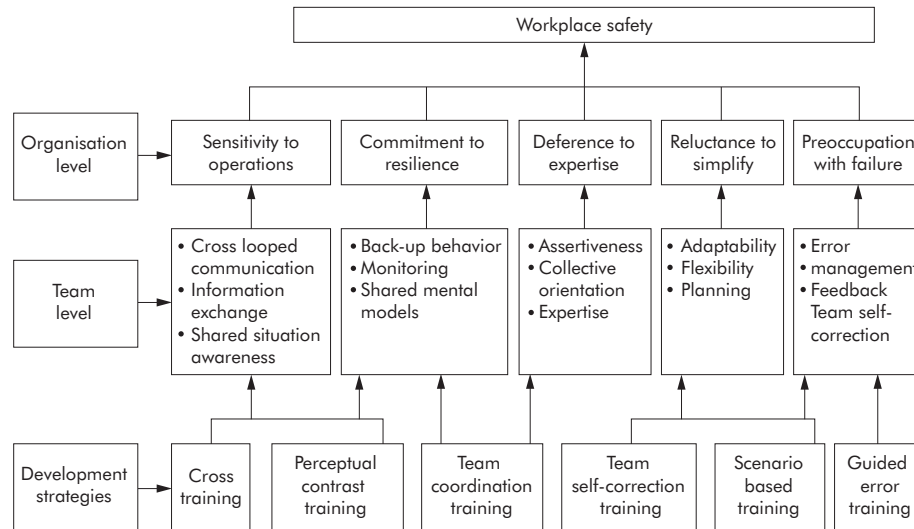 Workplace safety
Organisation
level
Sensitivity to
operations
Commitment to
resilience
Deference to
expertise
Reluctance to
simplify
Preoccupation
with failure
Team
level
• Cross looped
communication
• Information
exchange
• Shared situation
awareness
• Back-up behavior
• Monitoring
• Shared mental
models
• Assertiveness
• Collective
orientation
• Expertise
• Adaptability
• Flexibility
• Planning
• Error
• management
• Feedback
Team self-
correction
Development
strategies
Cross
training
Perceptual
contrast
training
Team
coordination
training
Team
self-correction
training
Scenario
based
training
Guided
error
training